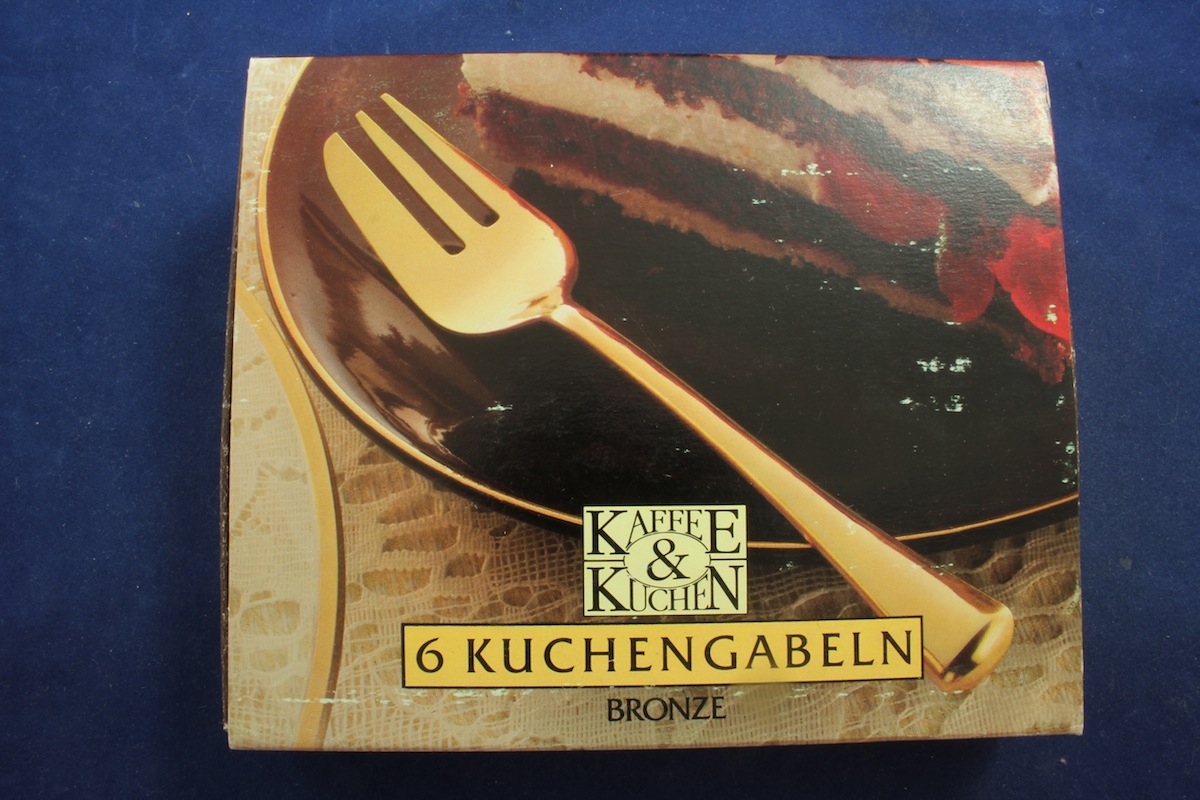 KAFFEE
&
KUCHEN
6 KUCHENGABELN
BRONZE